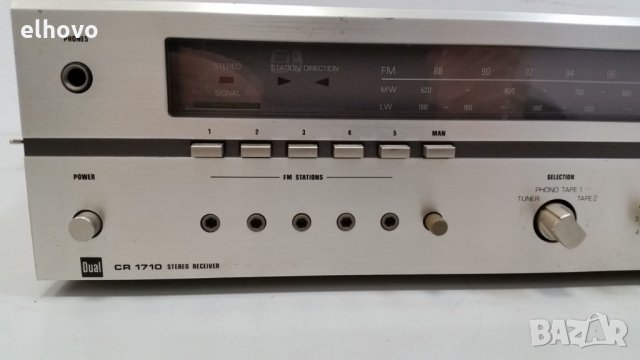 elhovo
PHONES
STEREO
SIGNAL
STATION DIRECTION
FM 88 90 92 94 96
MW 520 600
LW 150 160
1 2 3 4 5 MAN
FM STATIONS
POWER
SELECTION
PHONO TAPE 1
TUNER TAPE 2
Dual CR 1710 STEREO RECEIVER
BAZAR